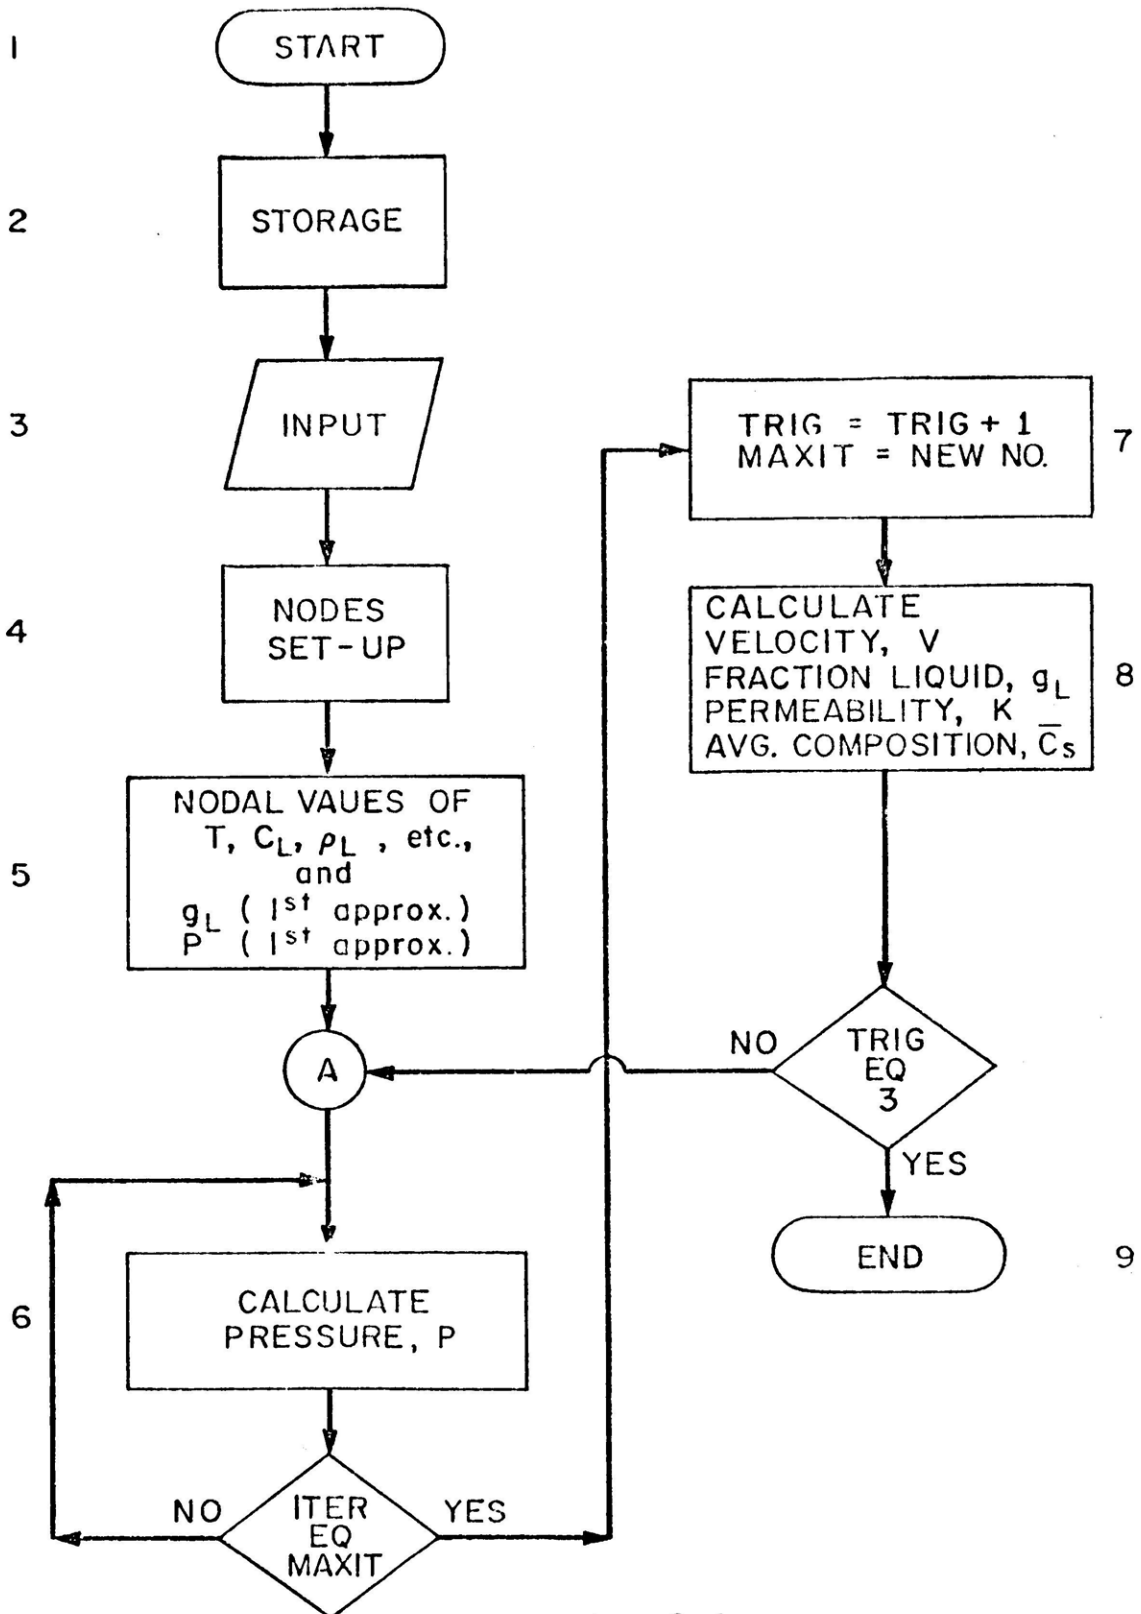 1
START
2
STORAGE
3
INPUT
4
NODES
SET-UP
5
NODAL VAUES OF
T, C_L, ρ_L , etc.,
and
g_L ( 1st approx.)
P ( 1st approx.)
A
6
CALCULATE
PRESSURE, P
NO
ITER
EQ
MAXIT
YES
TRIG = TRIG + 1
MAXIT = NEW NO.
7
CALCULATE
VELOCITY, V
FRACTION LIQUID, g_L
PERMEABILITY, K
AVG. COMPOSITION, C̅_s
8
NO
TRIG
EQ
3
YES
END
9